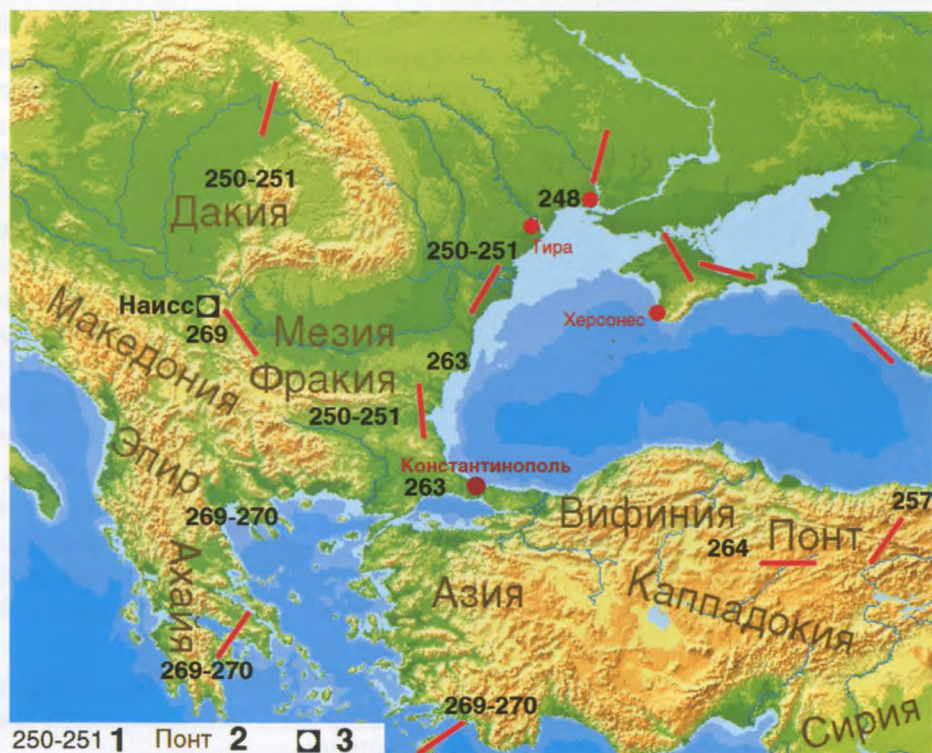 248
250-251
Дакия
250-251
Тира
Наисс
269
Херсонес
Македония
Мезия
263
Фракия
250-251
Константинополь
263
Эпир
269-270
Вифиния
257
264
Понт
Ахайя
Азия
Каппадокия
269-270
269-270
Сирия
250-251 1 Понт 2 3